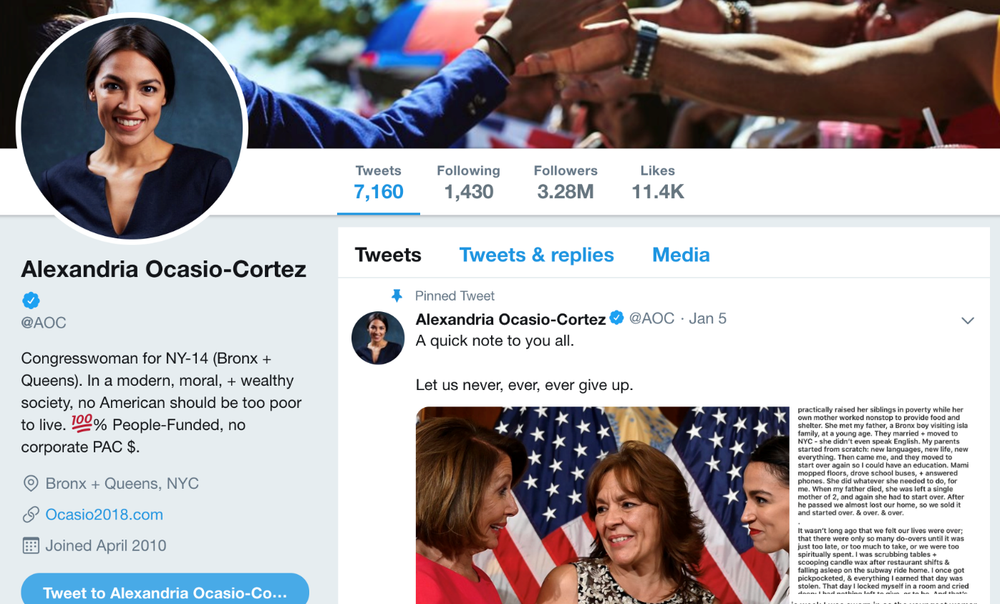 Tweets
7,160
Following
1,430
Followers
3.28M
Likes
11.4K
Alexandria Ocasio-Cortez
@AOC
Congresswoman for NY-14 (Bronx +
Queens). In a modern, moral, + wealthy
society, no American should be too poor
to live. 💯% People-Funded, no
corporate PAC $.
Bronx + Queens, NYC
Ocasio2018.com
Joined April 2010
Tweet to Alexandria Ocasio-Co...
Tweets
Tweets & replies
Media
Pinned Tweet
Alexandria Ocasio-Cortez @AOC · Jan 5
A quick note to you all.
Let us never, ever, ever give up.
practically raised her siblings in poverty while her
own mother worked nonstop to provide food and
shelter. She met my father, a Bronx boy visiting isla
family, at a young age. They married + moved to
NYC - she didn't even speak English. My parents
started from scratch: new languages, new life, new
everything. Then came me, and they moved to
start over again so I could have an education. Mami
mopped floors, drove school buses, + answered
phones. She did whatever she needed to do, for
me. When my father died, she was left a single
mother of 2, and again she had to start over. After
he passed we almost lost our home, so we sold it
and started over. & over. & over.
.
It wasn't long ago that we felt our lives were over;
that there were only so many do-overs until it was
just too late, or too much to take, or we were too
spiritually spent. I was scrubbing tables +
scooping candle wax after restaurant shifts &
falling asleep on the subway ride home. I once got
pickpocketed, & everything I earned that day was
stolen. That day I locked myself in a room and cried